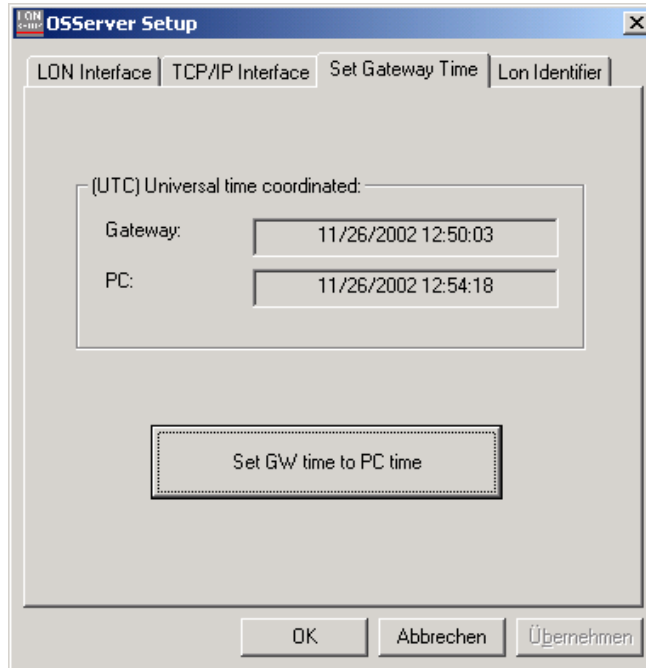 OSServer Setup
LON Interface TCP/IP Interface Set Gateway Time Lon Identifier
(UTC) Universal time coordinated:
Gateway: 11/26/2002 12:50:03
PC: 11/26/2002 12:54:18
Set GW time to PC time
OK Abbrechen Übernehmen